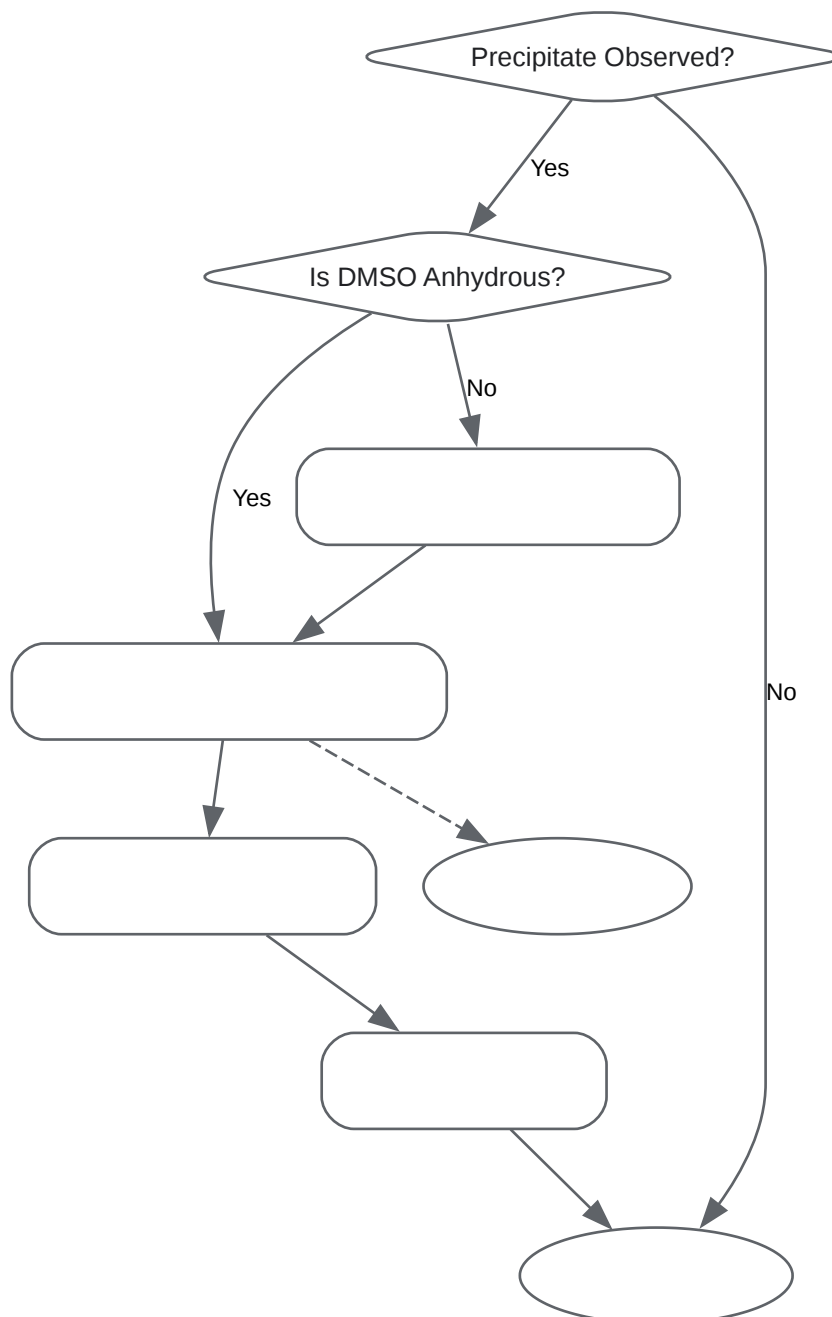 Precipitate Observed?
Yes
Is DMSO Anhydrous?
No
Yes
No